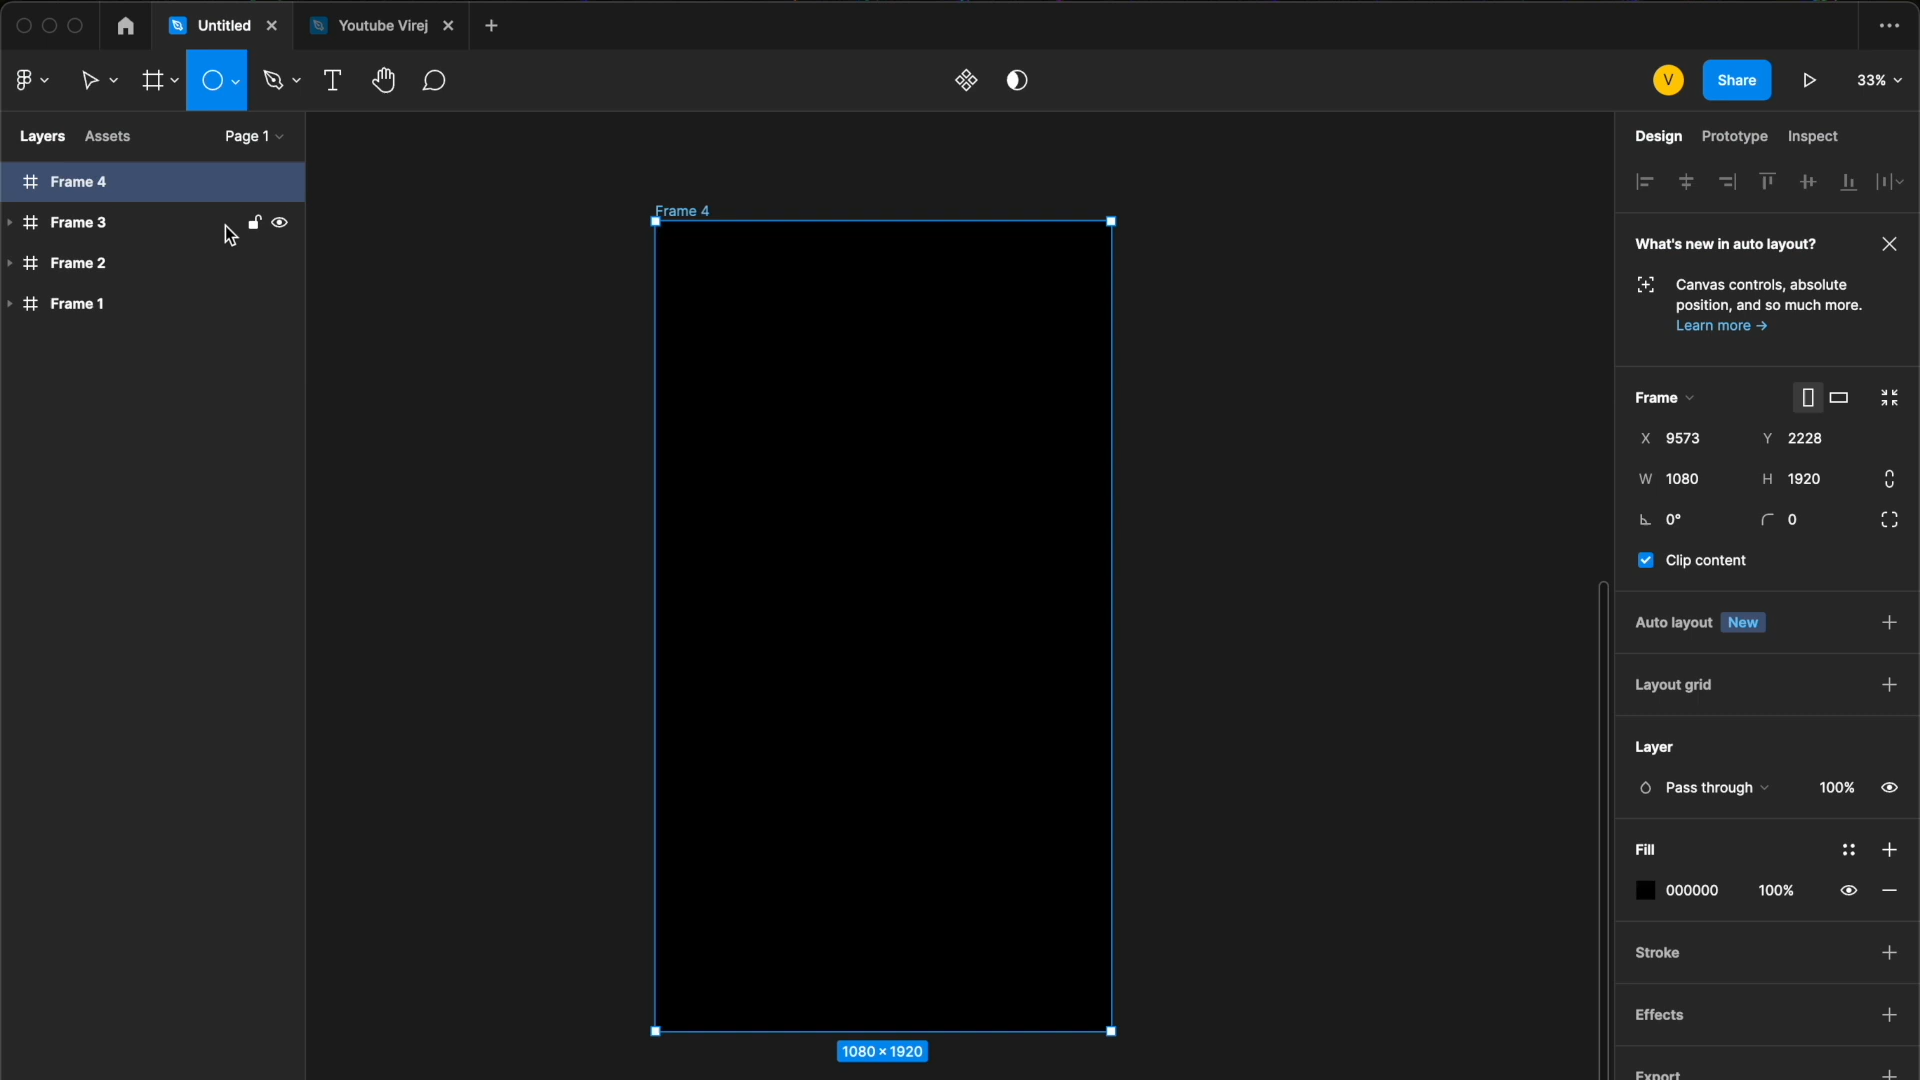 Untitled
Youtube Virej
V
Share
33%
Layers
Assets
Page 1
Design
Prototype
Inspect
Frame 4
Frame 3
Frame 2
Frame 1
Frame 4
1080 × 1920
What's new in auto layout?
Canvas controls, absolute
position, and so much more.
Learn more →
Frame
X 9573 Y 2228
W 1080 H 1920
0° 0
Clip content
Auto layout New
Layout grid
Layer
Pass through 100%
Fill
000000 100%
Stroke
Effects
Export